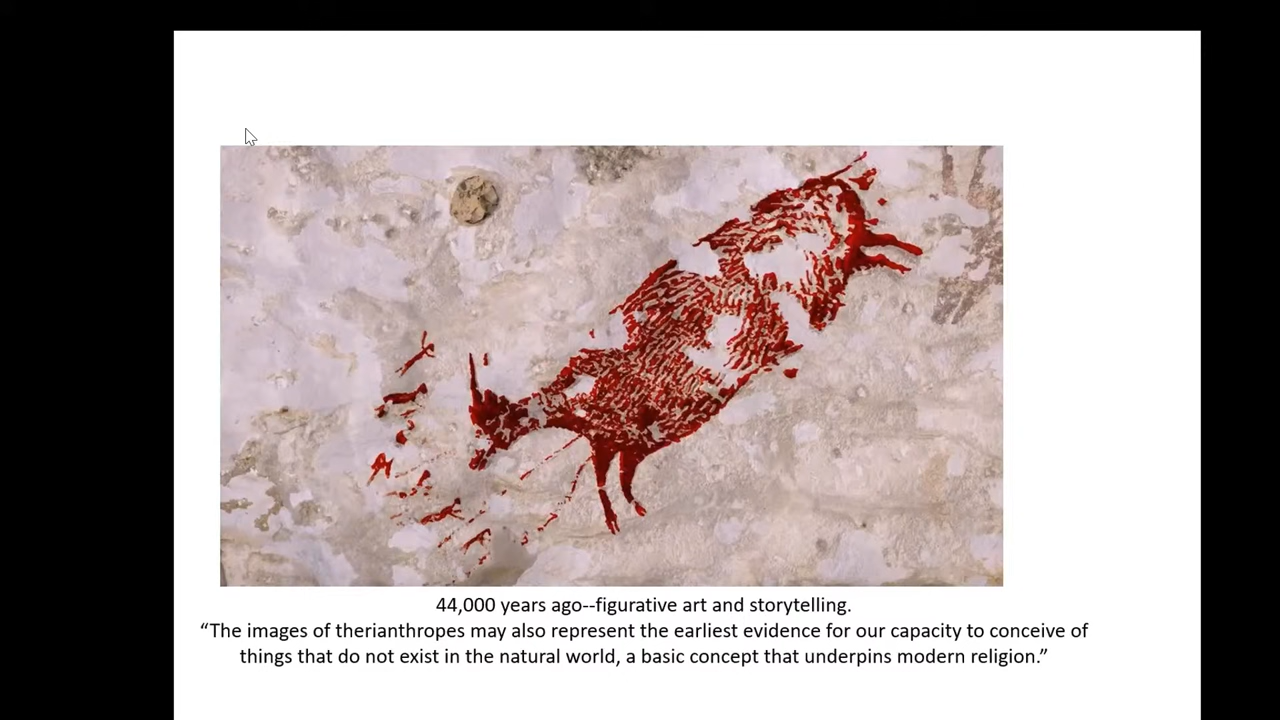 44,000 years ago--figurative art and storytelling.
“The images of therianthropes may also represent the earliest evidence for our capacity to conceive of
things that do not exist in the natural world, a basic concept that underpins modern religion.”